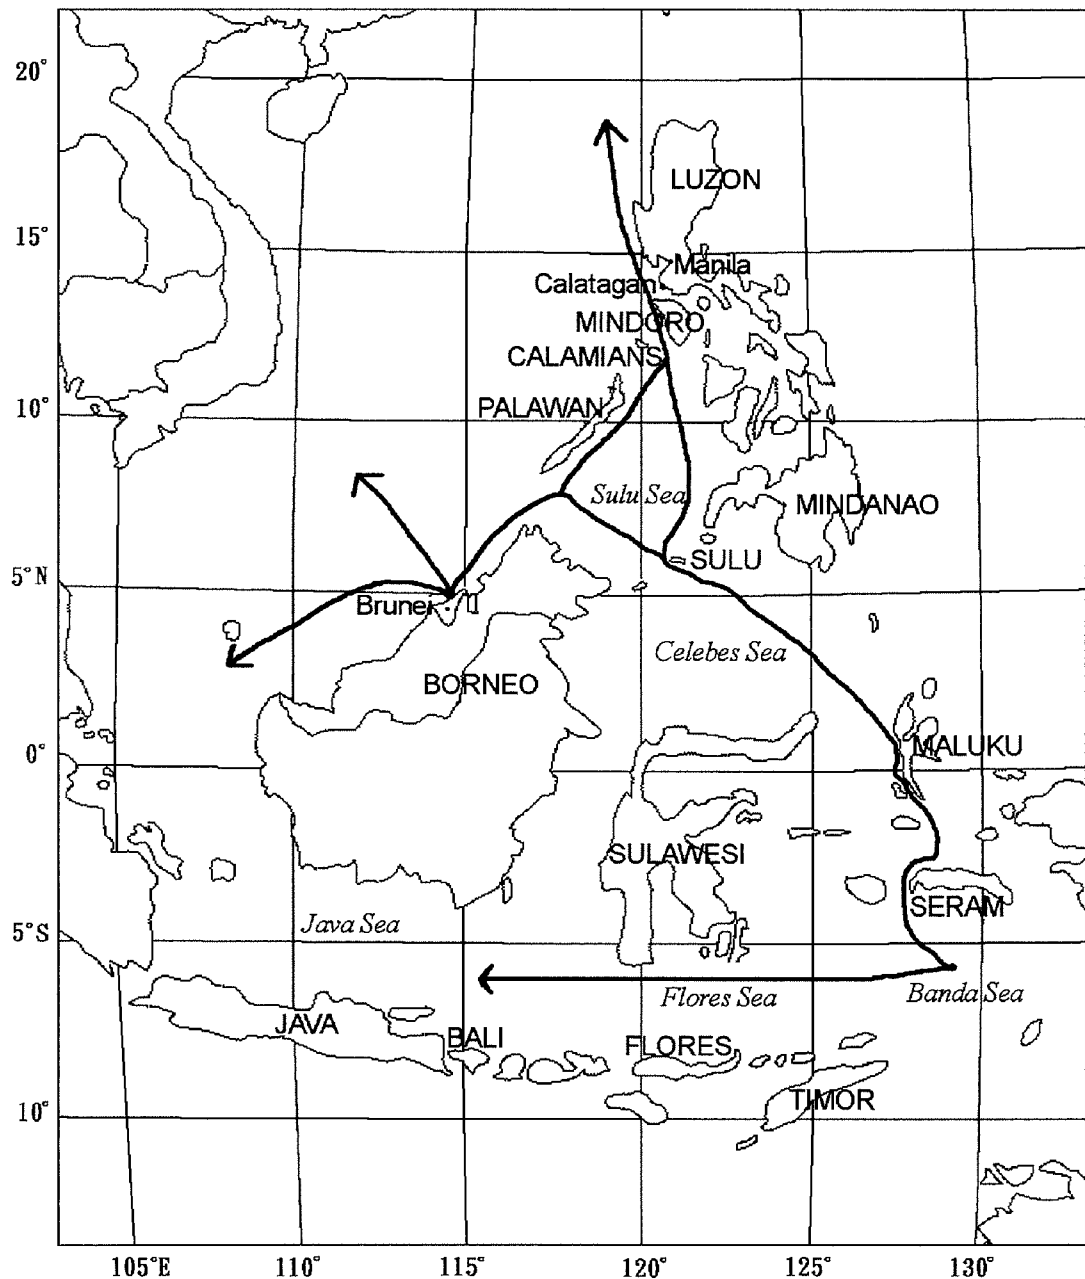 20°
LUZON
15°
Manila
Calatagan
MINDORO
CALAMIANS
PALAWAN
10°
Sulu Sea
MINDANAO
SULU
5°N
Brunei
Celebes Sea
BORNEO
MALUKU
0°
SULAWESI
SERAM
Java Sea
5°S
Flores Sea
Banda Sea
JAVA
BALI
FLORES
TIMOR
10°
105°E 110° 115° 120° 125° 130°